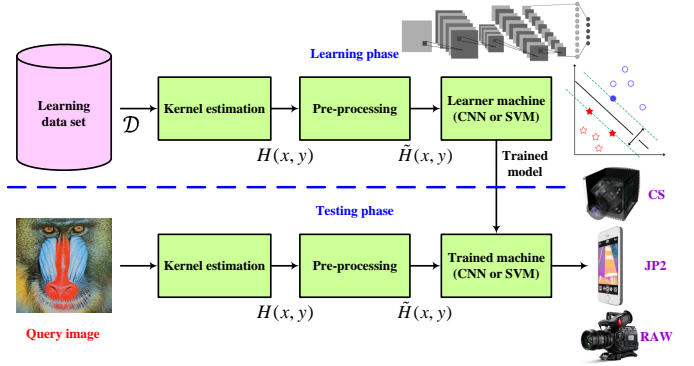 Learning phase
Learning
data set
𝒟
Kernel estimation
H(x, y)
Pre-processing
H̃(x, y)
Learner machine
(CNN or SVM)
Trained
model
CS
Testing phase
Query image
Kernel estimation
H(x, y)
Pre-processing
H̃(x, y)
Trained machine
(CNN or SVM)
JP2
RAW